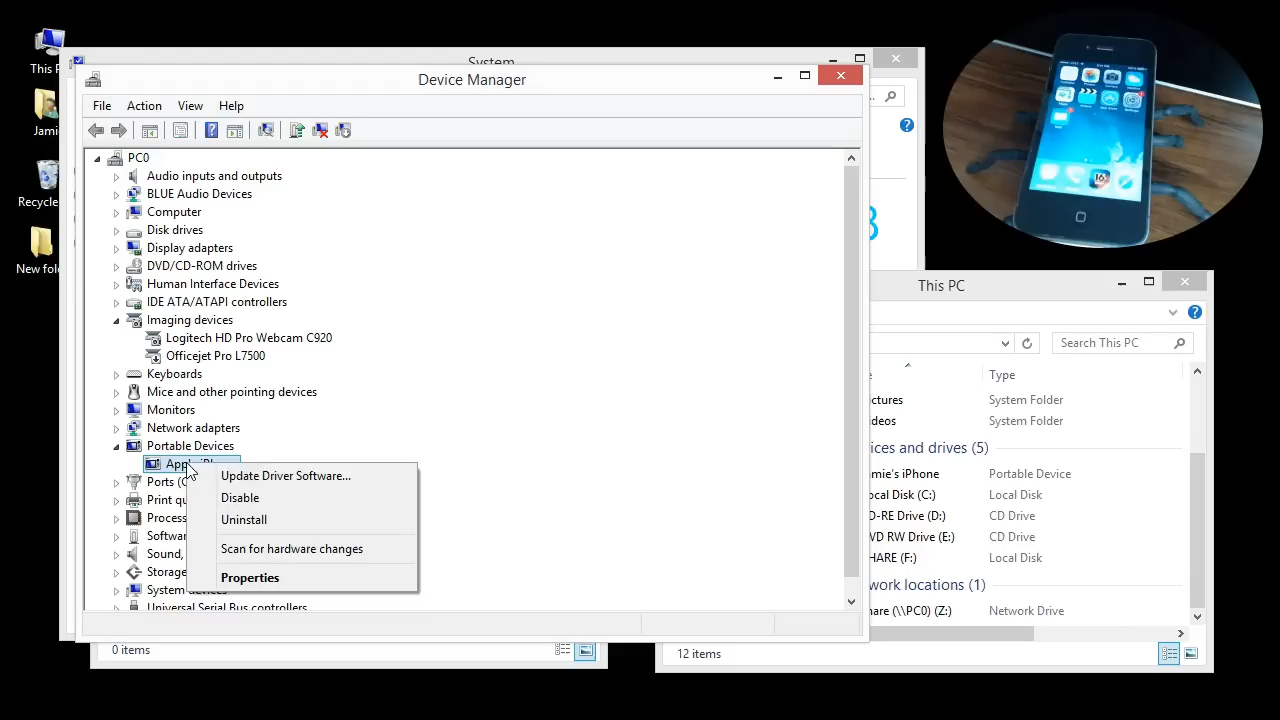 This P
Jamie
Recycle
New fol
System
Device Manager
File
Action
View
Help
PC0
Audio inputs and outputs
BLUE Audio Devices
Computer
Disk drives
Display adapters
DVD/CD-ROM drives
Human Interface Devices
IDE ATA/ATAPI controllers
Imaging devices
Logitech HD Pro Webcam C920
Officejet Pro L7500
Keyboards
Mice and other pointing devices
Monitors
Network adapters
Portable Devices
Apple iPhone
Ports (C
Print qu
Process
Softwar
Sound,
Storage
System devices
Universal Serial Bus controllers
Update Driver Software...
Disable
Uninstall
Scan for hardware changes
Properties
0 items
This PC
Search This PC
e
Type
ctures System Folder
deos System Folder
ices and drives (5)
mie's iPhone Portable Device
ocal Disk (C:) Local Disk
D-RE Drive (D:) CD Drive
VD RW Drive (E:) CD Drive
HARE (F:) Local Disk
work locations (1)
hare (\\PC0) (Z:) Network Drive
12 items